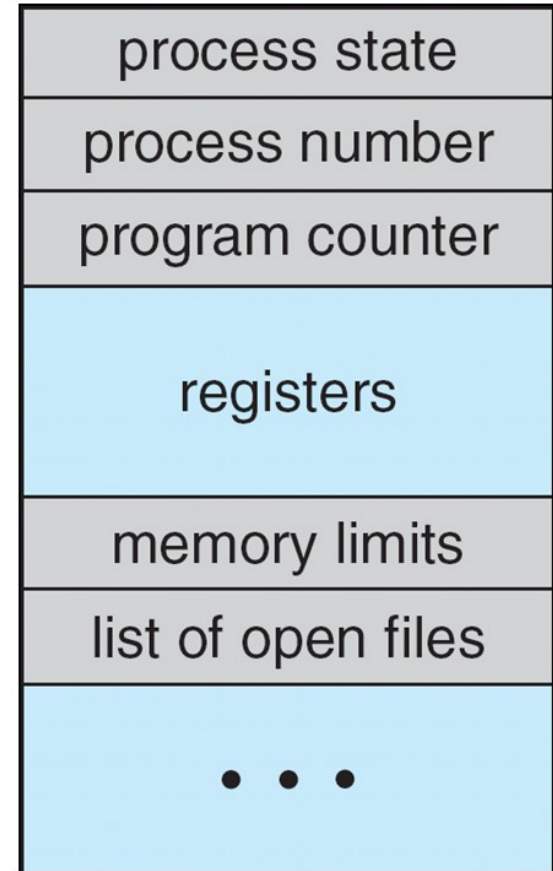 process state
process number
program counter
registers
memory limits
list of open files
• • •